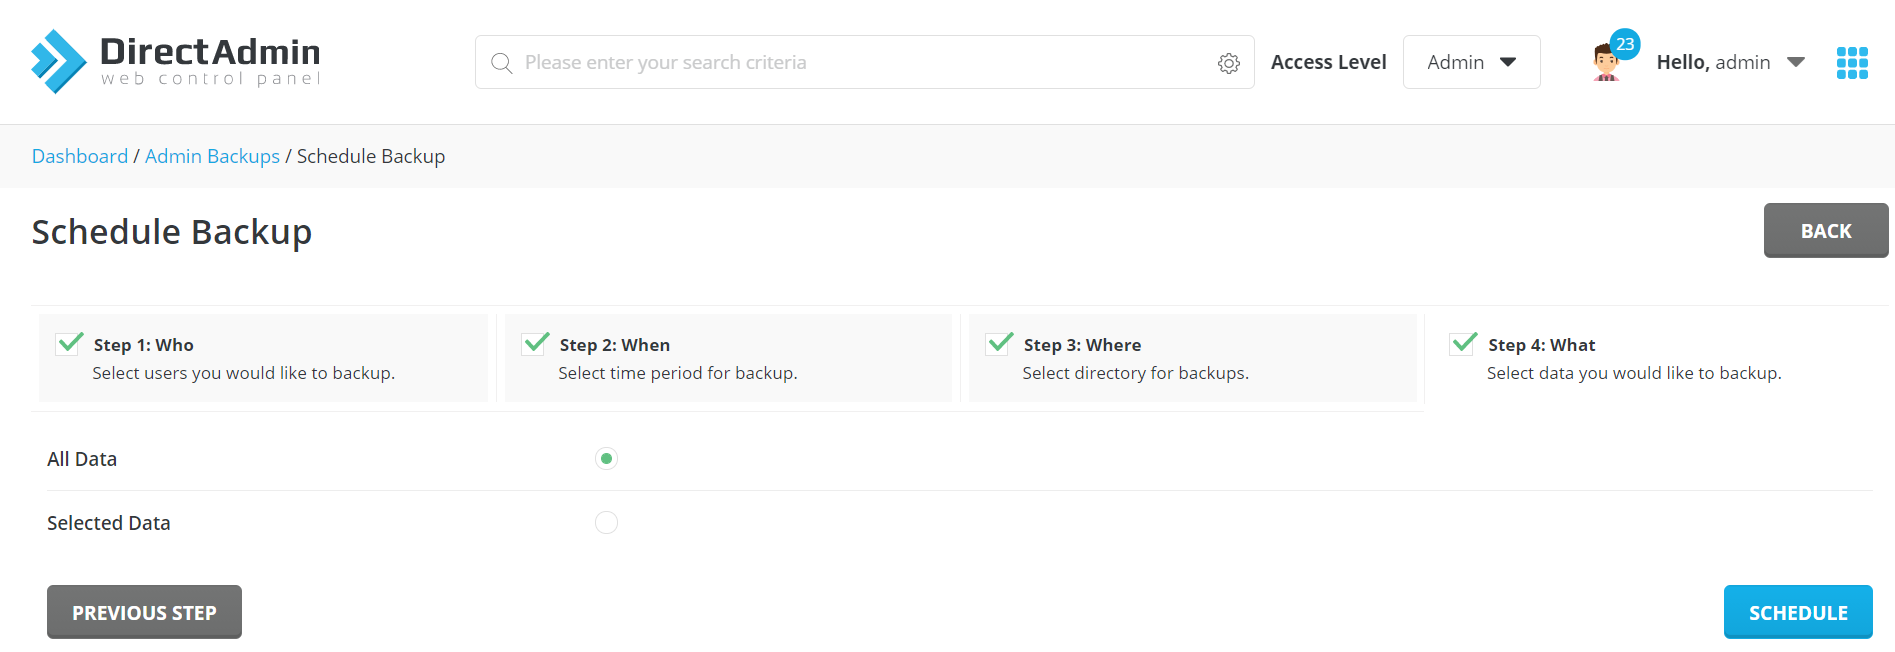 DirectAdmin
web control panel
Please enter your search criteria
Access Level
Admin
23
Hello, admin
Dashboard / Admin Backups / Schedule Backup
Schedule Backup
BACK
Step 1: Who
Select users you would like to backup.
Step 2: When
Select time period for backup.
Step 3: Where
Select directory for backups.
Step 4: What
Select data you would like to backup.
All Data
Selected Data
PREVIOUS STEP
SCHEDULE